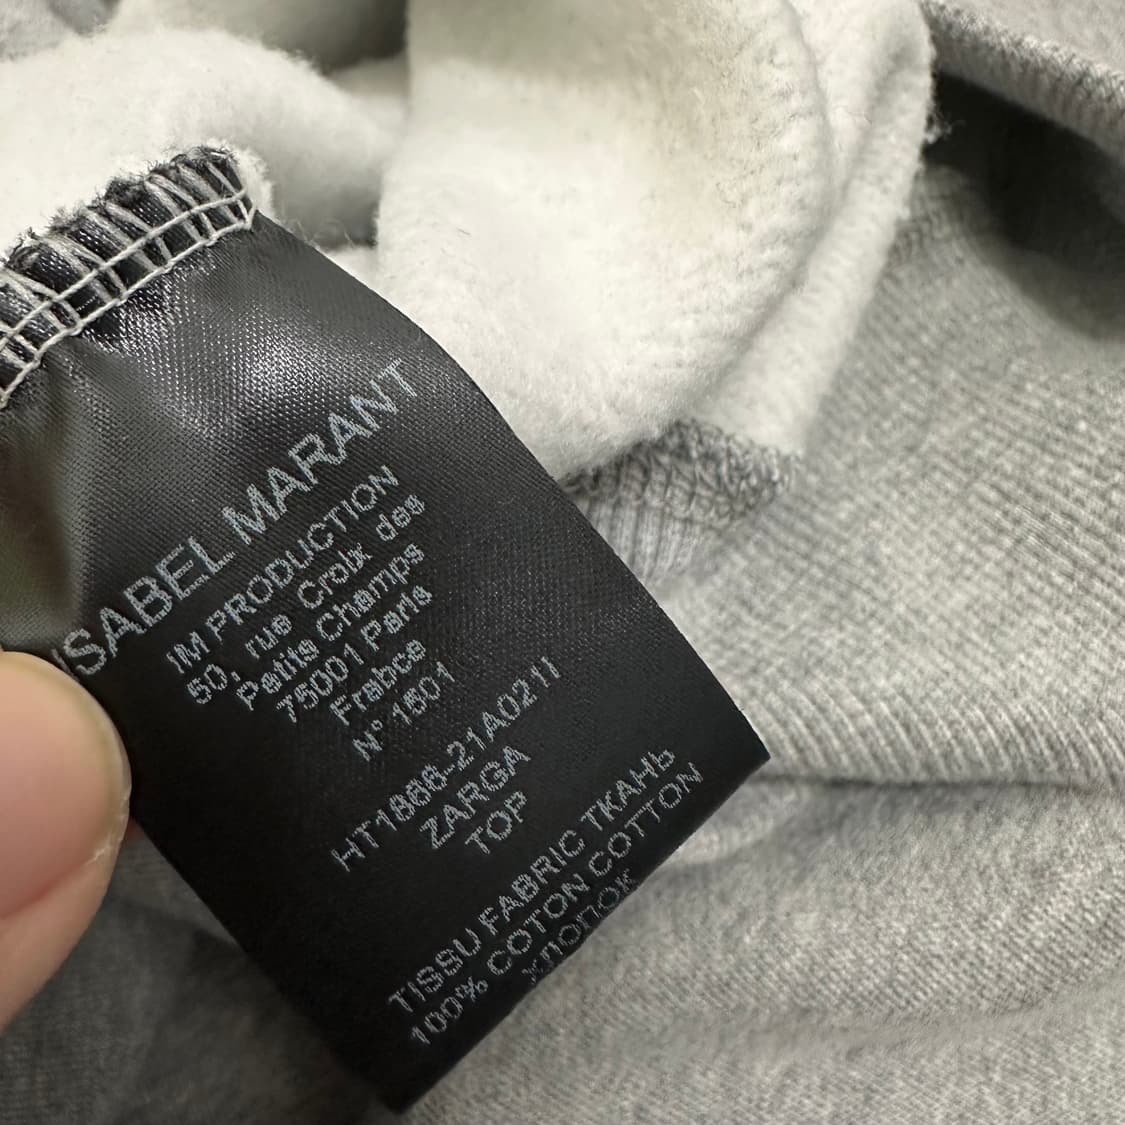 ISABEL MARANT
IM PRODUCTION
50, rue Croix des
Petits Champs
75001 Paris
Frabce
N° 1501
HT1888-21A021I
ZARGA
TOP
TISSU FABRIC ТКАНЬ
100% COTON COTTON
ХЛОПОК